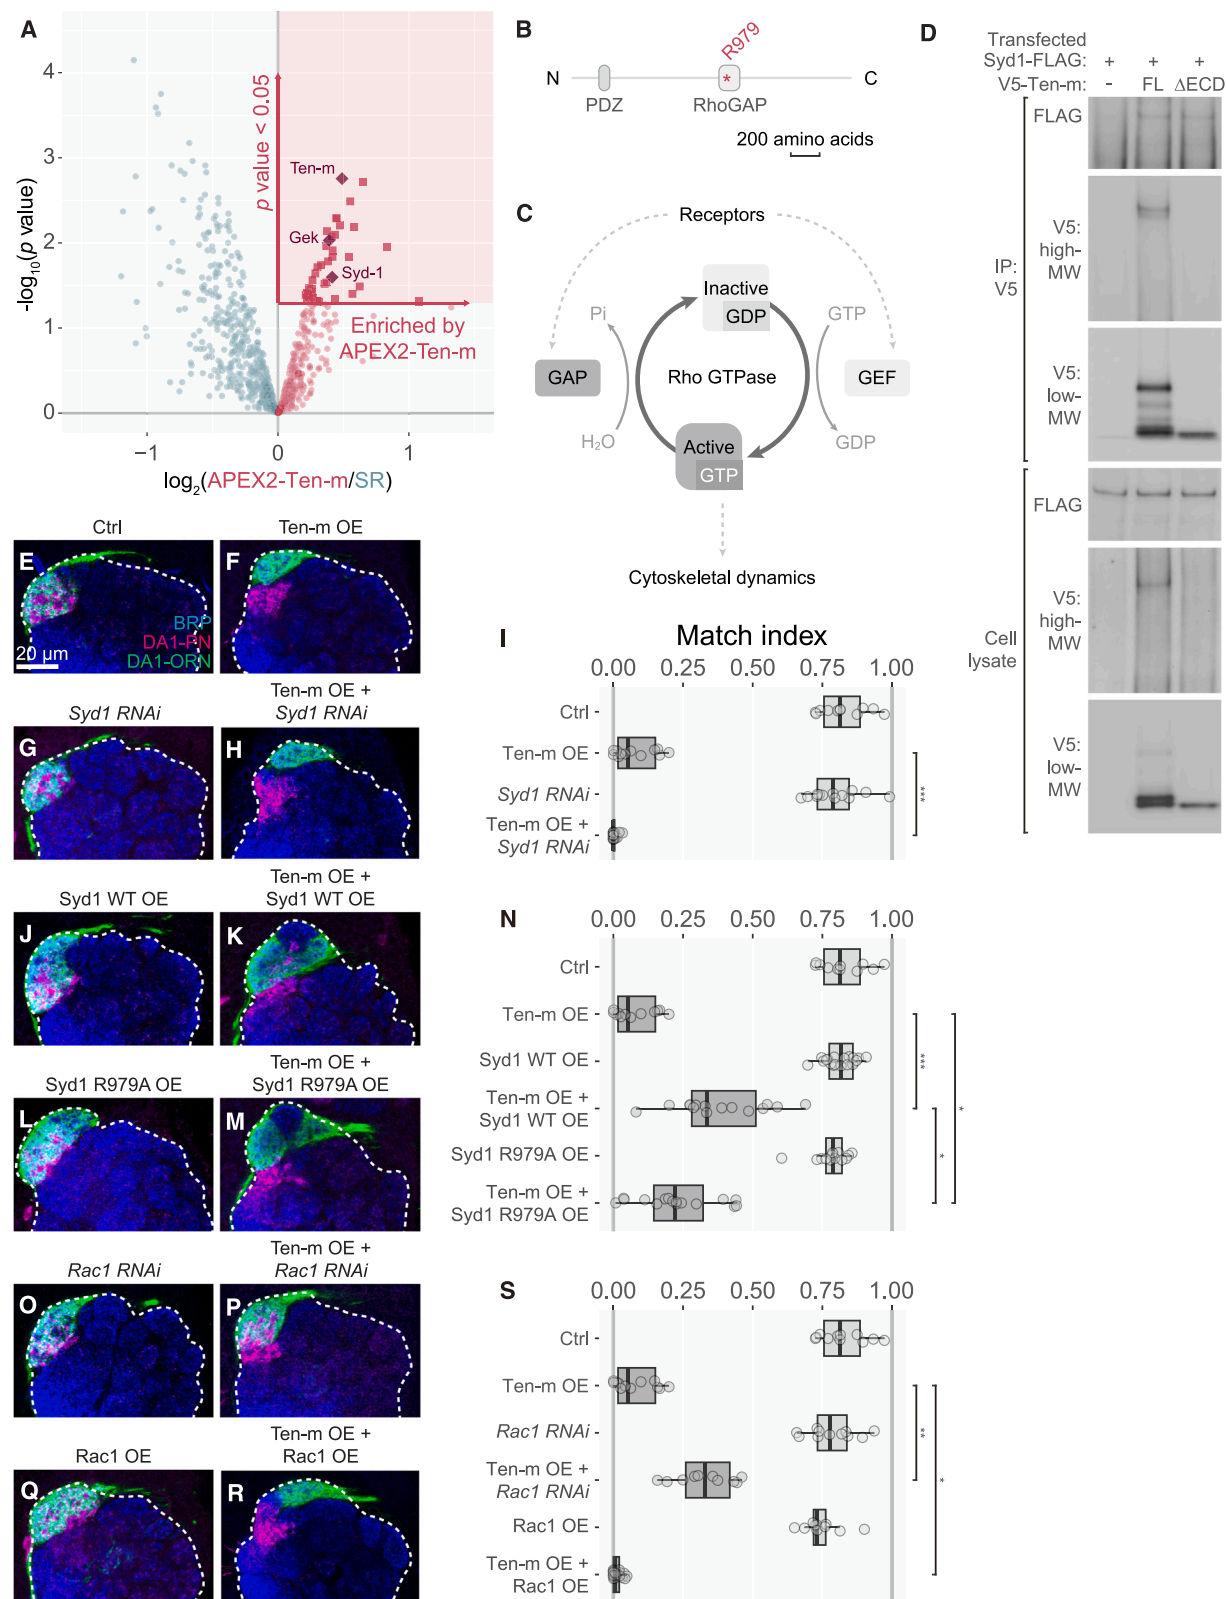 A
4
3
2
1
0
-log10(p value)
−1
0
1
log2(APEX2-Ten-m/SR)
p value < 0.05
Ten-m
Gek
Syd-1
Enriched by
APEX2-Ten-m
B
R979
N
*
C
PDZ
RhoGAP
200 amino acids
C
Receptors
Inactive
GDP
Pi
GTP
GAP
Rho GTPase
GEF
H2O
GDP
Active
GTP
Cytoskeletal dynamics
D
Transfected
Syd1-FLAG: + + +
V5-Ten-m: - FL ΔECD
FLAG
V5:
high-
MW
IP:
V5
V5:
low-
MW
FLAG
V5:
high-
MW
Cell
lysate
V5:
low-
MW
Ctrl
E
BRP
DA1-PN
DA1-ORN
20 μm
Ten-m OE
F
Syd1 RNAi
G
Ten-m OE +
Syd1 RNAi
H
Syd1 WT OE
J
Ten-m OE +
Syd1 WT OE
K
Syd1 R979A OE
L
Ten-m OE +
Syd1 R979A OE
M
Rac1 RNAi
O
Ten-m OE +
Rac1 RNAi
P
Rac1 OE
Q
Ten-m OE +
Rac1 OE
R
I
Match index
0.00 0.25 0.50 0.75 1.00
Ctrl
Ten-m OE
Syd1 RNAi
Ten-m OE +
Syd1 RNAi
***
N
0.00 0.25 0.50 0.75 1.00
Ctrl
Ten-m OE
Syd1 WT OE
Ten-m OE +
Syd1 WT OE
Syd1 R979A OE
Ten-m OE +
Syd1 R979A OE
***
*
*
S
0.00 0.25 0.50 0.75 1.00
Ctrl
Ten-m OE
Rac1 RNAi
Ten-m OE +
Rac1 RNAi
Rac1 OE
Ten-m OE +
Rac1 OE
**
*